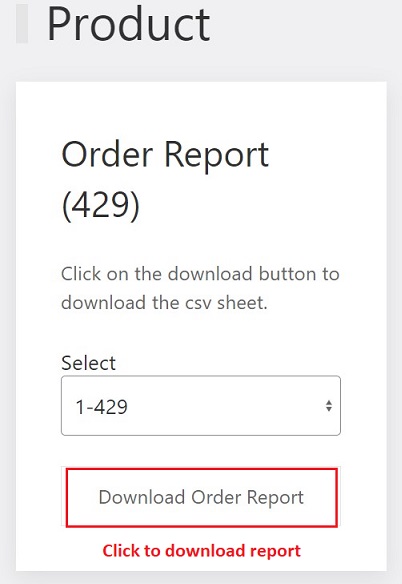 Product
Order Report
(429)
Click on the download button to
download the csv sheet.
Select
1-429
Download Order Report
Click to download report